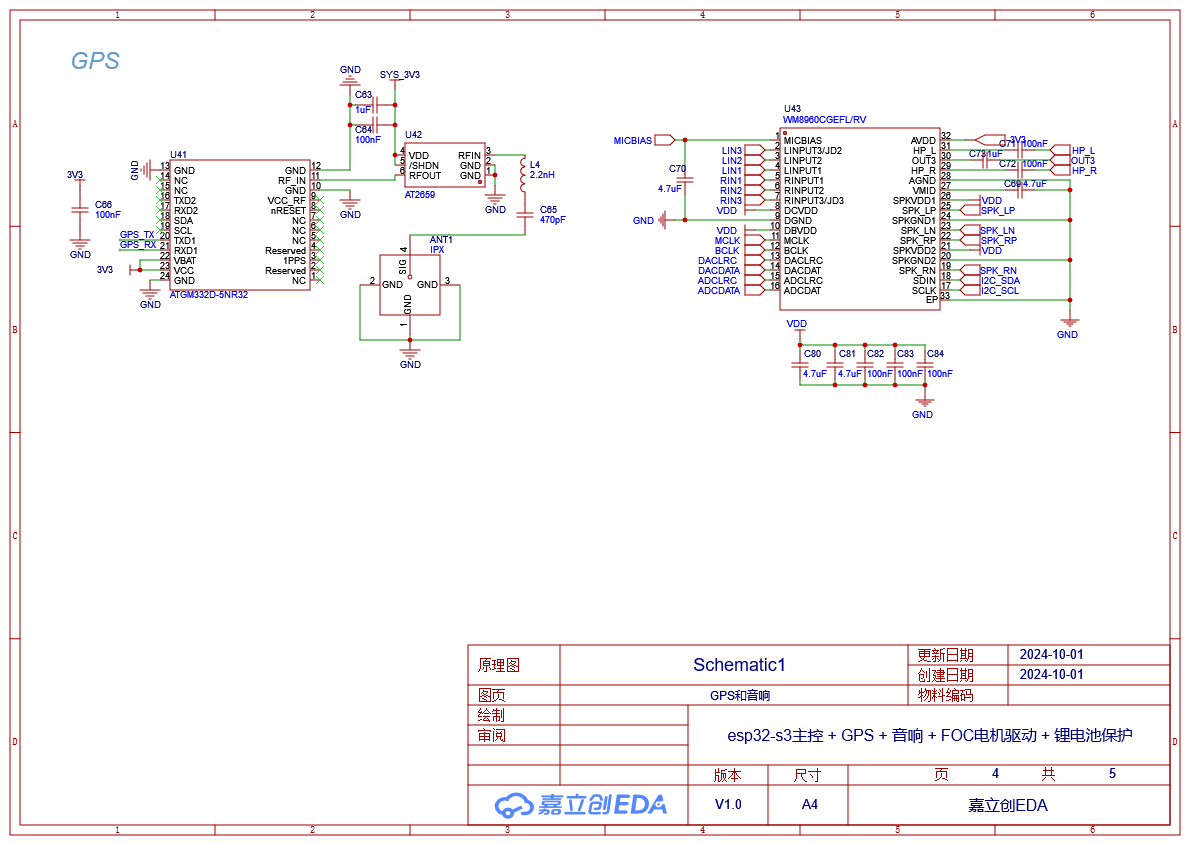 1 2 3 4 5 6
A
B
C
D
A
B
C
D
GPS
GND
SYS_3V3
C63
1uF
C64
100nF
U42
4 VDD RFIN 3
5 /SHDN GND 2
6 RFOUT GND 1
AT2659
GND
L4
2.2nH
C65
470pF
3V3
C66
100nF
GND
GND
U41
13 GND GND 12
14 NC RF_IN 11
15 NC GND 10
16 TXD2 VCC_RF 9
17 RXD2 nRESET 8
18 SDA NC 7
19 SCL NC 6
GPS_TX 20 TXD1 NC 5
GPS_RX 21 RXD1 Reserved 4
22 VBAT 1PPS 3
3V3 23 VCC Reserved 2
24 GND NC 1
ATGM332D-5NR32
GND
GND
ANT1
IPX
4 SIG
2 GND GND 3
GND 1
GND
U43
WM8960CGEFL/RV
MICBIAS 1 MICBIAS AVDD 32 3V3
LIN3 2 LINPUT3/JD2 HP_L 31 C71 100nF HP_L
LIN2 3 LINPUT2 OUT3 30 C73 1uF OUT3
LIN1 4 LINPUT1 HP_R 29 C72 100nF HP_R
RIN1 5 RINPUT1 AGND 28
RIN2 6 RINPUT2 VMID 27 C69 4.7uF
RIN3 7 RINPUT3/JD3 SPKVDD1 26 VDD
VDD 8 DCVDD SPK_LP 25 SPK_LP
GND 9 DGND SPKGND1 24
VDD 10 DBVDD SPK_LN 23 SPK_LN
MCLK 11 MCLK SPK_RP 22 SPK_RP
BCLK 12 BCLK SPKVDD2 21 VDD
DACLRC 13 DACLRC SPKGND2 20
DACDATA 14 DACDAT SPK_RN 19 SPK_RN
ADCLRC 15 ADCLRC SDIN 18 I2C_SDA
ADCDATA 16 ADCDAT SCLK 17 I2C_SCL
EP 33
C70
4.7uF
GND
VDD
C80 C81 C82 C83 C84
4.7uF 4.7uF 100nF 100nF 100nF
GND
原理图 Schematic1 更新日期 2024-10-01
创建日期 2024-10-01
图页 GPS和音响 物料编码
绘制
审阅
esp32-s3主控 + GPS + 音响 + FOC电机驱动 + 锂电池保护
版本 尺寸 页 4 共 5
嘉立创EDA V1.0 A4 嘉立创EDA
1 2 3 4 5 6